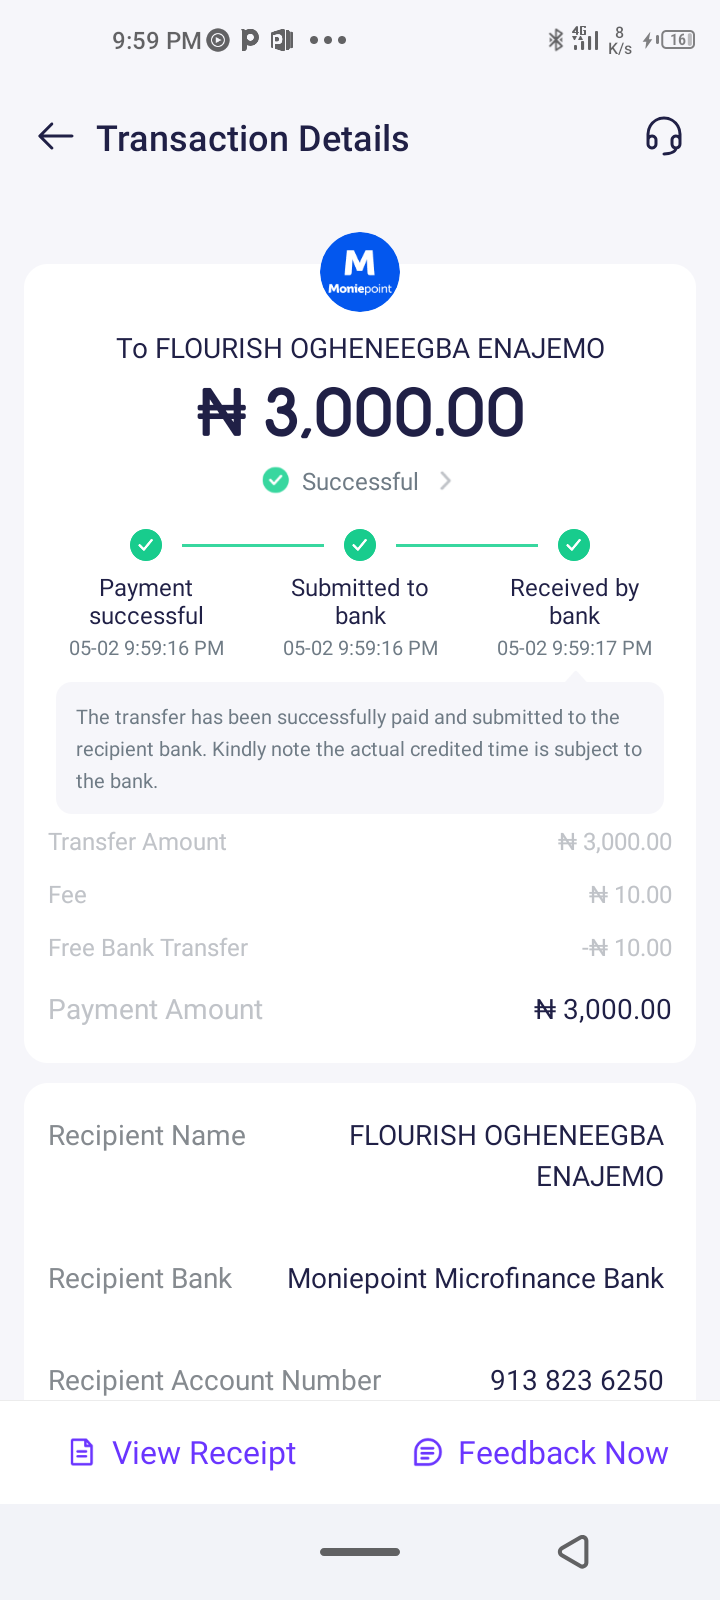 9:59 PM
4G
8
K/s
16
Transaction Details
M
Moniepoint
To FLOURISH OGHENEEGBA ENAJEMO
₦ 3,000.00
Successful
Payment successful
Submitted to bank
Received by bank
05-02 9:59:16 PM
05-02 9:59:16 PM
05-02 9:59:17 PM
The transfer has been successfully paid and submitted to the
recipient bank. Kindly note the actual credited time is subject to
the bank.
Transfer Amount ₦ 3,000.00
Fee ₦ 10.00
Free Bank Transfer -₦ 10.00
Payment Amount ₦ 3,000.00
Recipient Name FLOURISH OGHENEEGBA
ENAJEMO
Recipient Bank Moniepoint Microfinance Bank
Recipient Account Number 913 823 6250
View Receipt Feedback Now